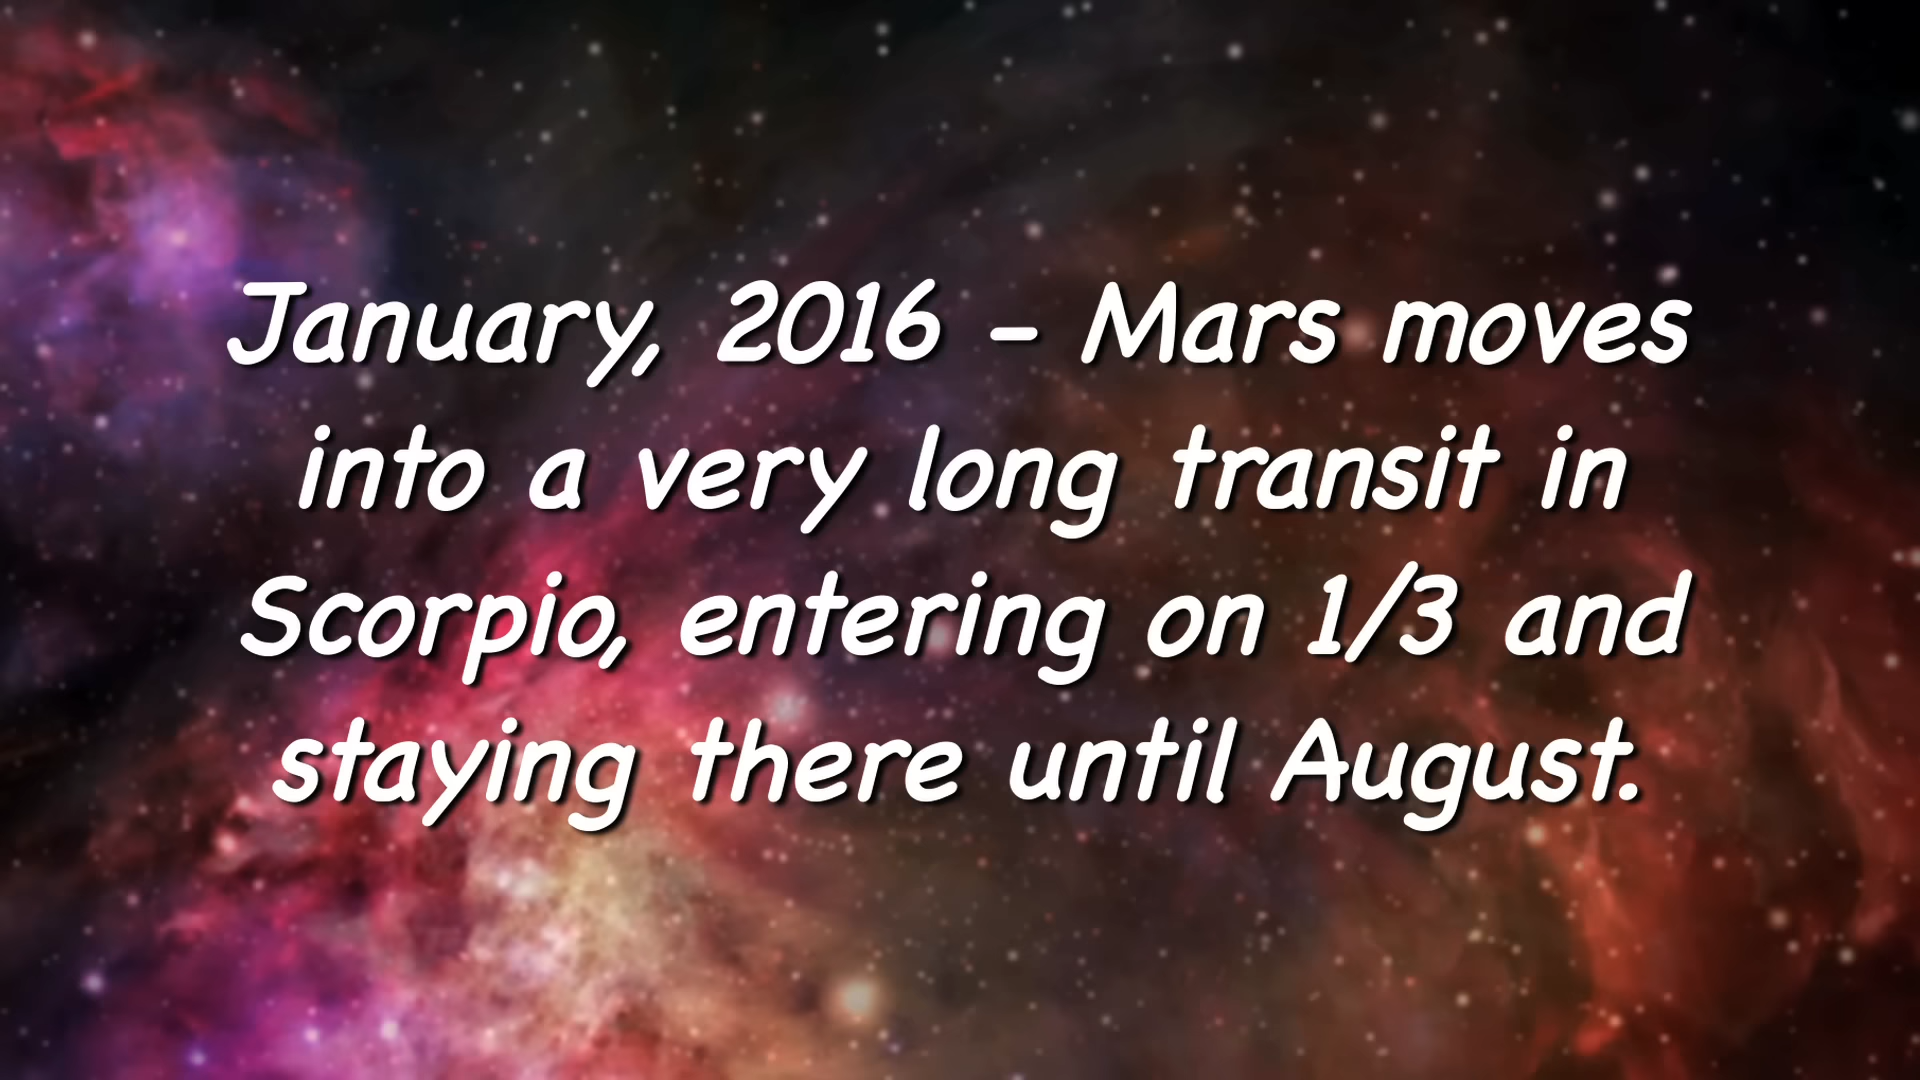 January, 2016 – Mars moves
into a very long transit in
Scorpio, entering on 1/3 and
staying there until August.